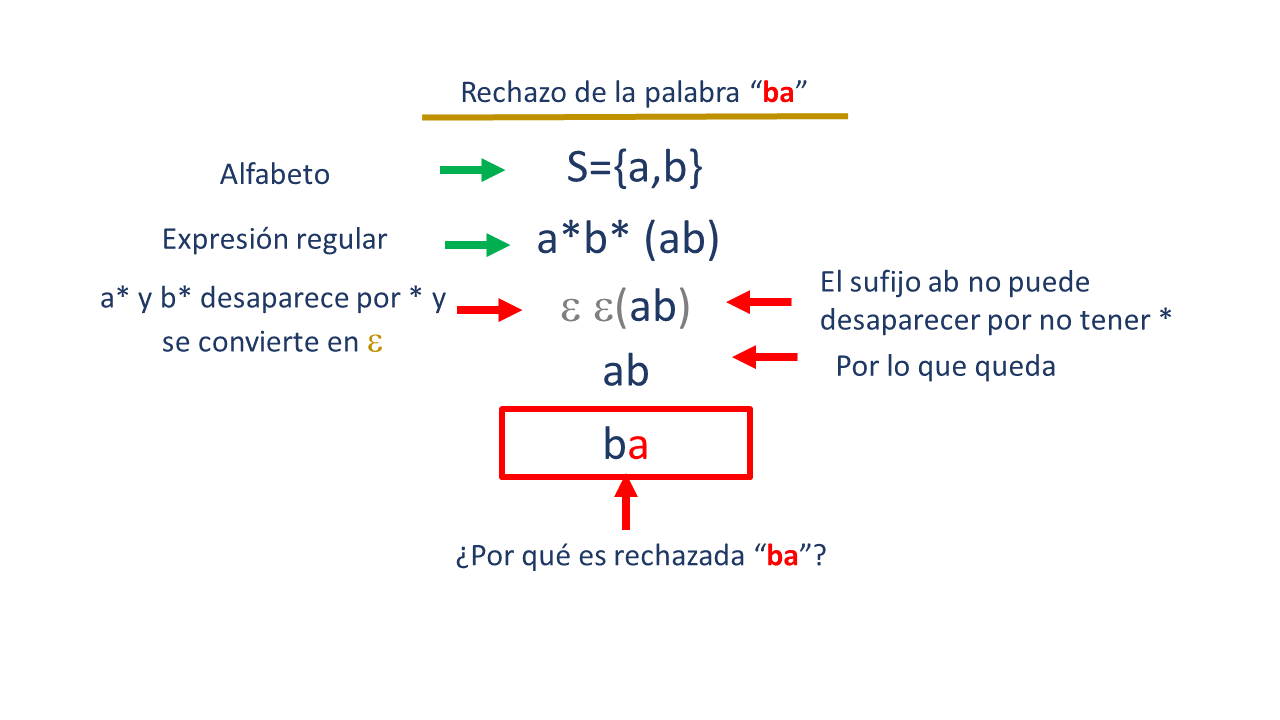 Rechazo de la palabra “ba”
Alfabeto
S={a,b}
Expresión regular
a*b* (ab)
a* y b* desaparece por * y
se convierte en ε
ε ε(ab)
El sufijo ab no puede
desaparecer por no tener *
ab
Por lo que queda
ba
¿Por qué es rechazada “ba”?